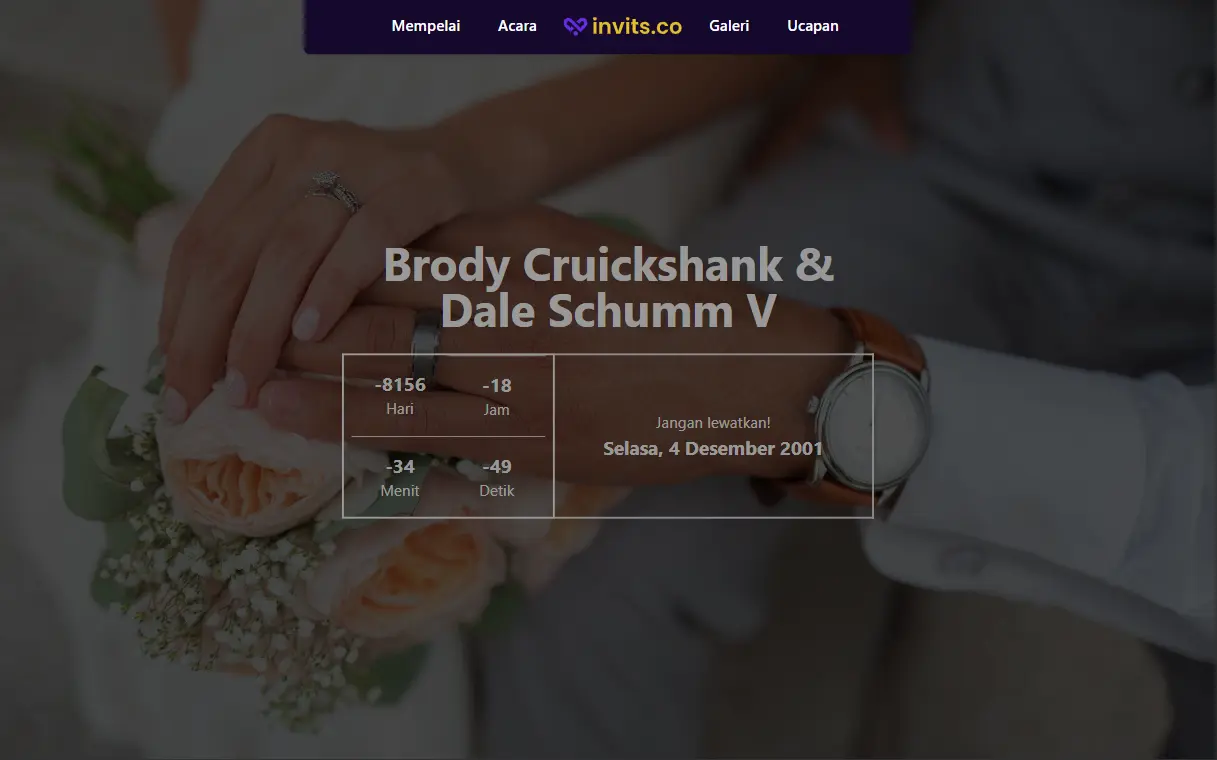 Mempelai Acara invits.co Galeri Ucapan
Brody Cruickshank &
Dale Schumm V
-8156
Hari
-18
Jam
-34
Menit
-49
Detik
Jangan lewatkan!
Selasa, 4 Desember 2001